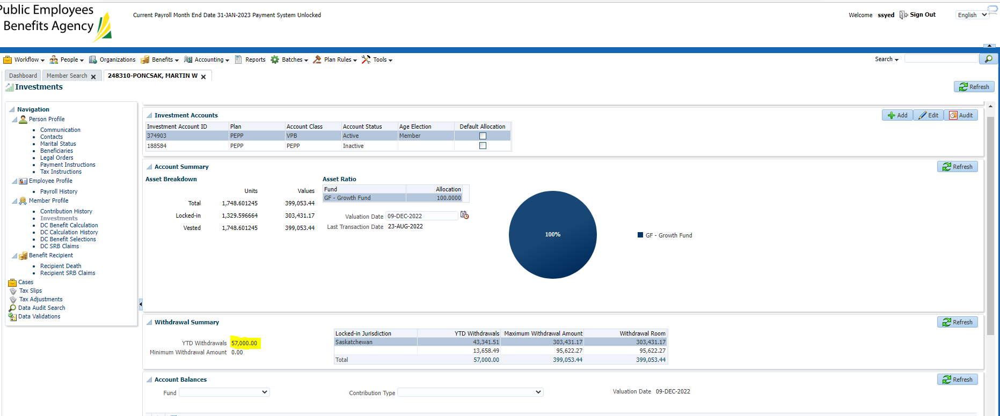 Public Employees
Benefits Agency
Current Payroll Month End Date 31-JAN-2023 Payment System Unlocked
Welcome ssyed Sign Out English
Workflow People Organizations Benefits Accounting Reports Batches Plan Rules Tools Search
Dashboard Member Search 248310-PONCSAK, MARTIN W
Investments Refresh
Navigation
Person Profile
Communication
Contacts
Marital Status
Beneficiaries
Legal Orders
Payment Instructions
Tax Instructions
Employee Profile
Payroll History
Member Profile
Contribution History
Investments
DC Benefit Calculation
DC Calculation History
DC Benefit Selections
DC SRB Claims
Benefit Recipient
Recipient Death
Recipient SRB Claims
Cases
Tax Slips
Tax Adjustments
Data Audit Search
Data Validations
Investment Accounts Add Edit Audit
Investment Account ID Plan Account Class Account Status Age Election Default Allocation
374903 PEPP VPB Active Member
188584 PEPP PEPP Inactive
Account Summary Refresh
Asset Breakdown
Units Values
Total 1,748.601245 399,053.44
Locked-in 1,329.596664 303,431.17
Vested 1,748.601245 399,053.44
Asset Ratio
Fund Allocation
GF - Growth Fund 100.0000
Valuation Date 09-DEC-2022
Last Transaction Date 23-AUG-2022
100%
GF - Growth Fund
Withdrawal Summary Refresh
YTD Withdrawals 57,000.00
Minimum Withdrawal Amount 0.00
Locked-in Jurisdiction YTD Withdrawals Maximum Withdrawal Amount Withdrawal Room
Saskatchewan 43,341.51 303,431.17 303,431.17
13,658.49 95,622.27 95,622.27
Total 57,000.00 399,053.44 399,053.44
Account Balances Refresh
Fund Contribution Type Valuation Date 09-DEC-2022